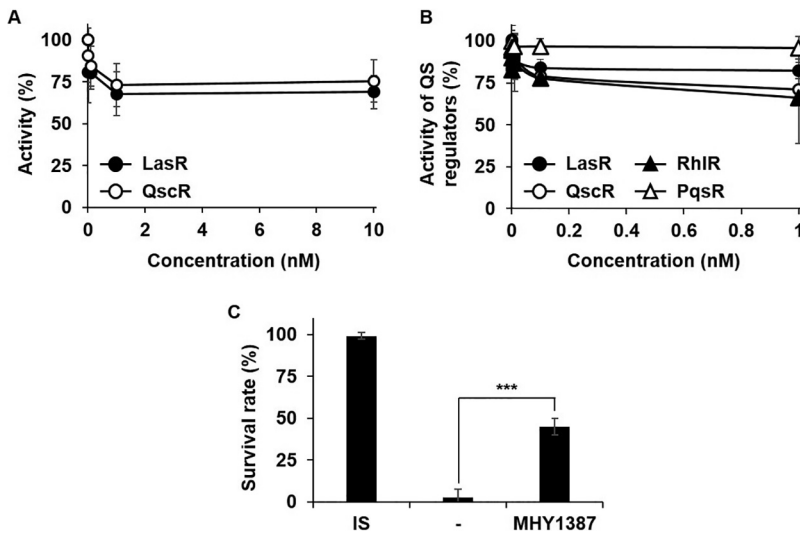 A
Activity (%)
100
75
50
25
0
LasR
QscR
0 2 4 6 8 10
Concentration (nM)
B
Activity of QS
regulators (%)
100
75
50
25
0
LasR RhlR
QscR PqsR
0 0.2 0.4 0.6 0.8 1
Concentration (nM)
C
Survival rate (%)
100
75
50
25
0
***
IS - MHY1387